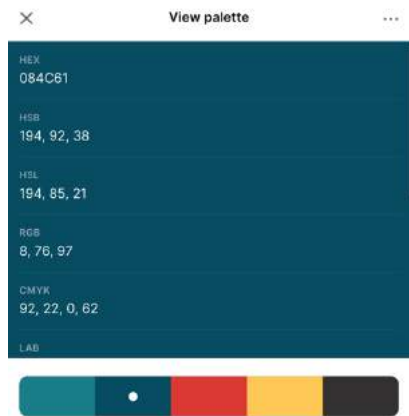 View palette
HEX
084C61
HSB
194, 92, 38
HSL
194, 85, 21
RGB
8, 76, 97
CMYK
92, 22, 0, 62
LAB